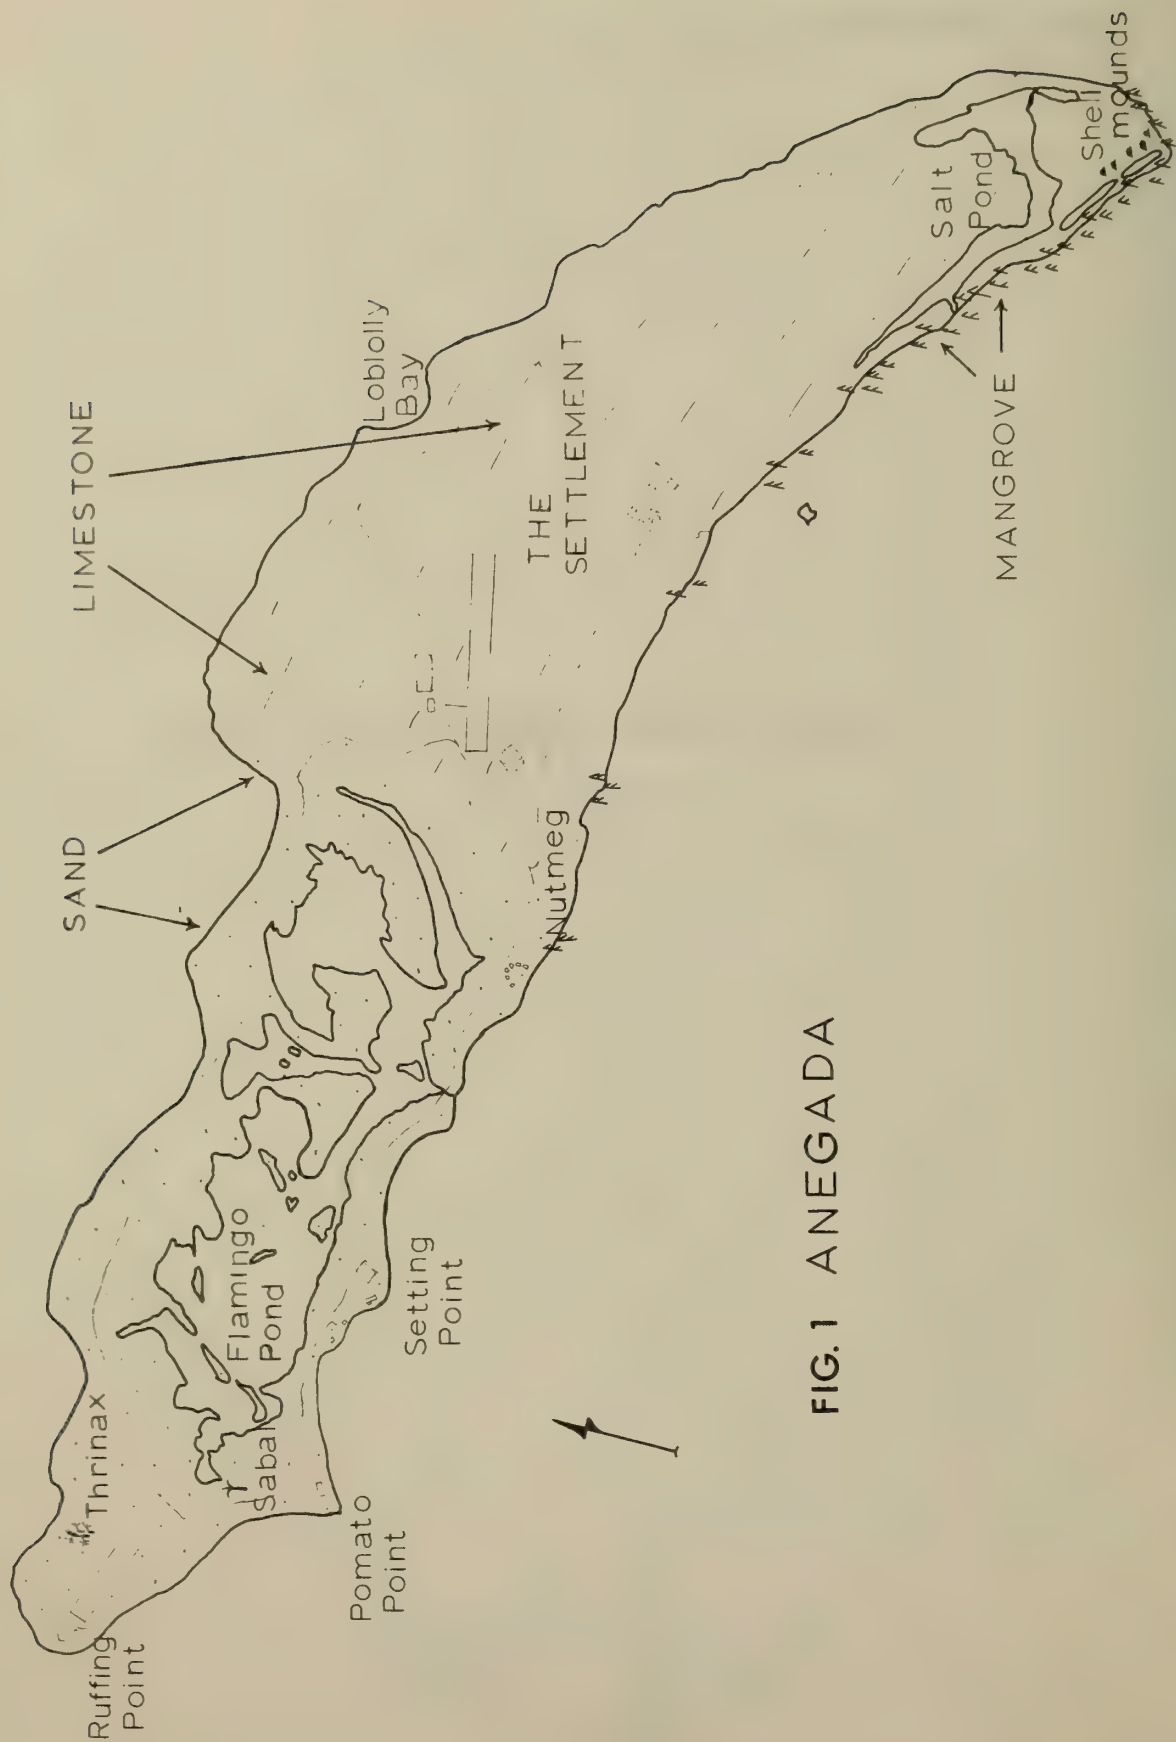 LIMESTONE
SAND
Loblolly
Bay
THE
SETTLEMENT
Salt
Pond
Shell
mounds
MANGROVE
Nutmeg
Thrinax
Flamingo
Pond
Sabal
Ruffing
Point
Pomato
Point
Setting
Point
FIG. 1 ANEGADA